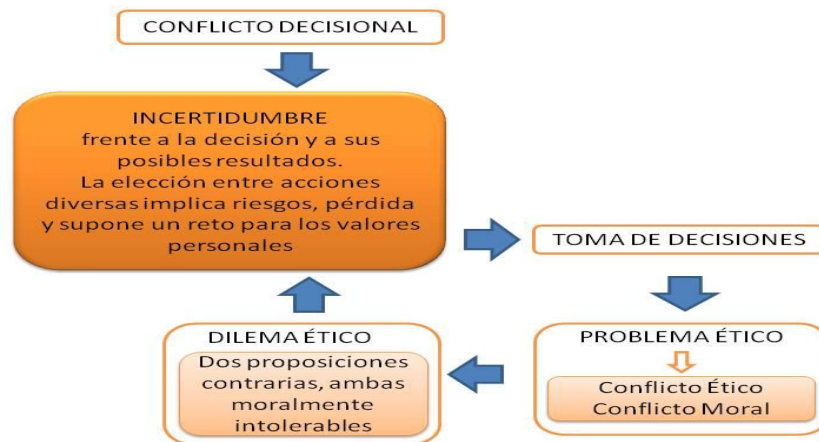 CONFLICTO DECISIONAL
INCERTIDUMBRE
frente a la decisión y a sus
posibles resultados.
La elección entre acciones
diversas implica riesgos, pérdida
y supone un reto para los valores
personales
TOMA DE DECISIONES
PROBLEMA ÉTICO
Conflicto Ético
Conflicto Moral
DILEMA ÉTICO
Dos proposiciones
contrarias, ambas
moralmente
intolerables